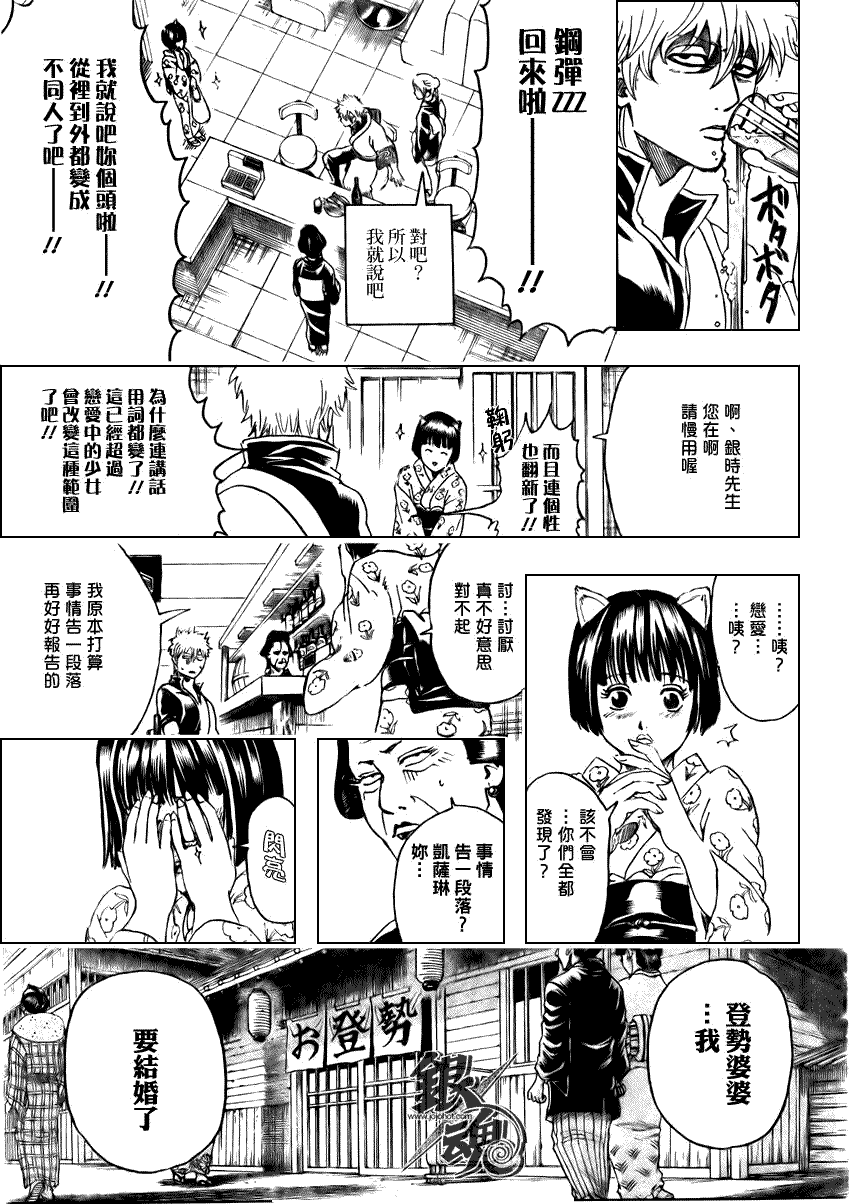 ボタボタ
鋼彈ZZZ
回來啦——!!
對吧？
所以
我就說吧
我就說吧妳個頭啦——!!
從裡到外都變成
不同人了吧——!!
啊、銀時先生
您在啊
請慢用喔
而且連個性
也翻新了!!
鞠躬
為什麼連講話
用詞都變了!!
這已經超過
戀愛中的少女
會改變這種範圍
了吧!!
……咦?
戀愛…
…咦?
該不會
…你們全都
發現了?
討…討厭
真不好意思
對不起
我原本打算
事情告一段落
再好好報告的
事情
告一段落?
凱薩琳
妳…
閃亮
登勢婆婆
…我
要結婚了
お登勢
銀魂
www.jojohot.com